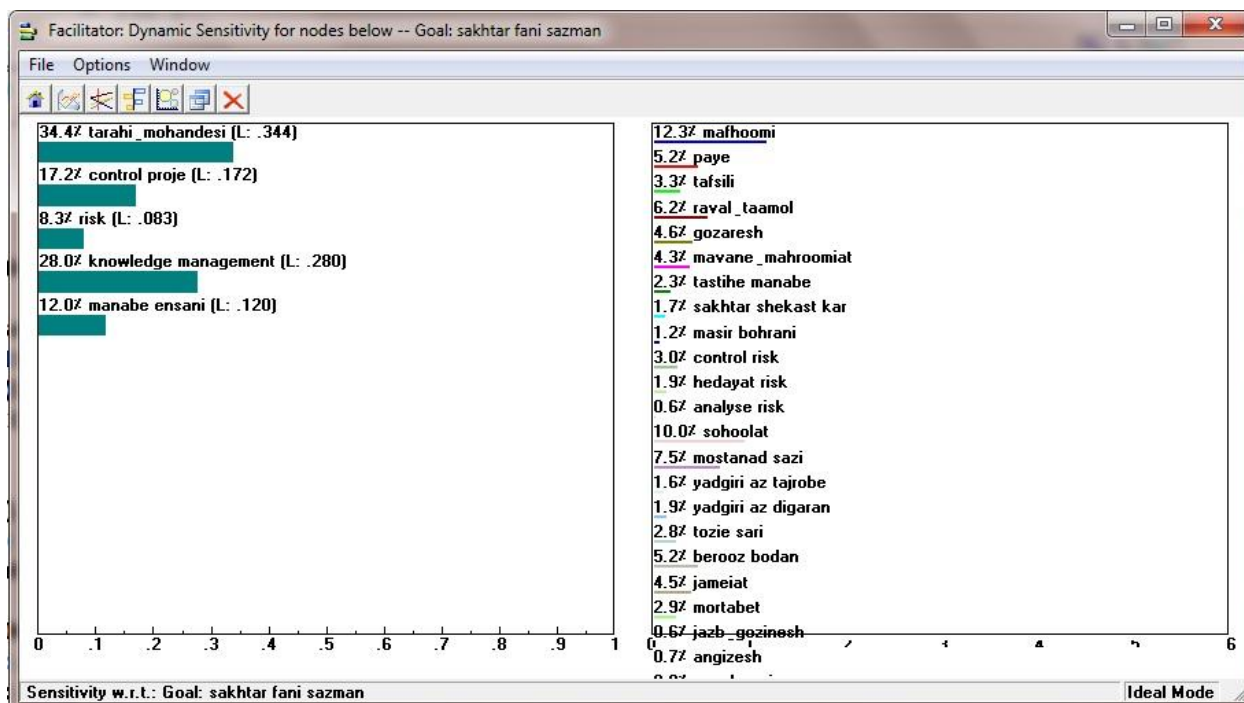 Facilitator: Dynamic Sensitivity for nodes below -- Goal: sakhtar fani sazman
File Options Window
34.4% tarahi_mohandesi (L: .344)
17.2% control proje (L: .172)
8.3% risk (L: .083)
28.0% knowledge management (L: .280)
12.0% manabe ensani (L: .120)
0 .1 .2 .3 .4 .5 .6 .7 .8 .9 1
12.3% mafhoomi
5.2% paye
3.3% tafsili
6.2% raval_taamol
4.6% gozaresh
4.3% mavane_mahroomiat
2.3% tastihe manabe
1.7% sakhtar shekast kar
1.2% masir bohrani
3.0% control risk
1.9% hedayat risk
0.6% analyse risk
10.0% sohoolat
7.5% mostanad sazi
1.6% yadgiri az tajrobe
1.9% yadgiri az digaran
2.8% tozie sari
5.2% berooz bodan
4.5% jameiat
2.9% mortabet
0.6% jazb_gozinesh
0.7% angizesh
6
Sensitivity w.r.t.: Goal: sakhtar fani sazman
Ideal Mode